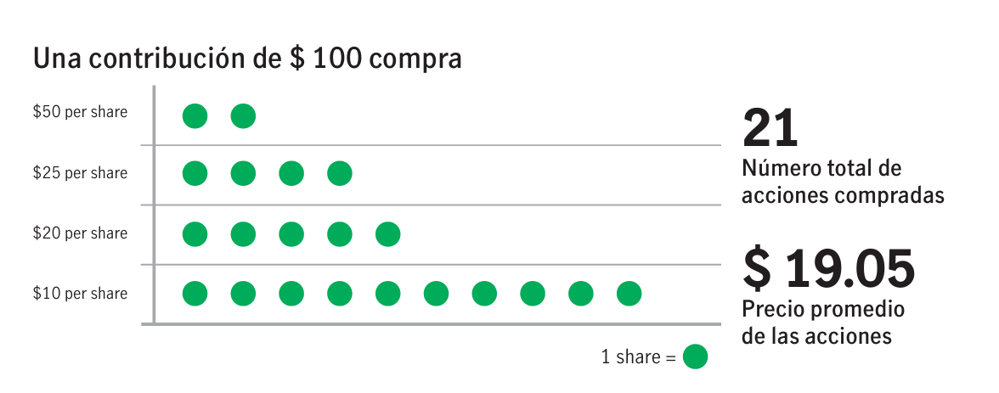 Una contribución de $ 100 compra
$50 per share
$25 per share
$20 per share
$10 per share
1 share =
21
Número total de
acciones compradas
$ 19.05
Precio promedio
de las acciones